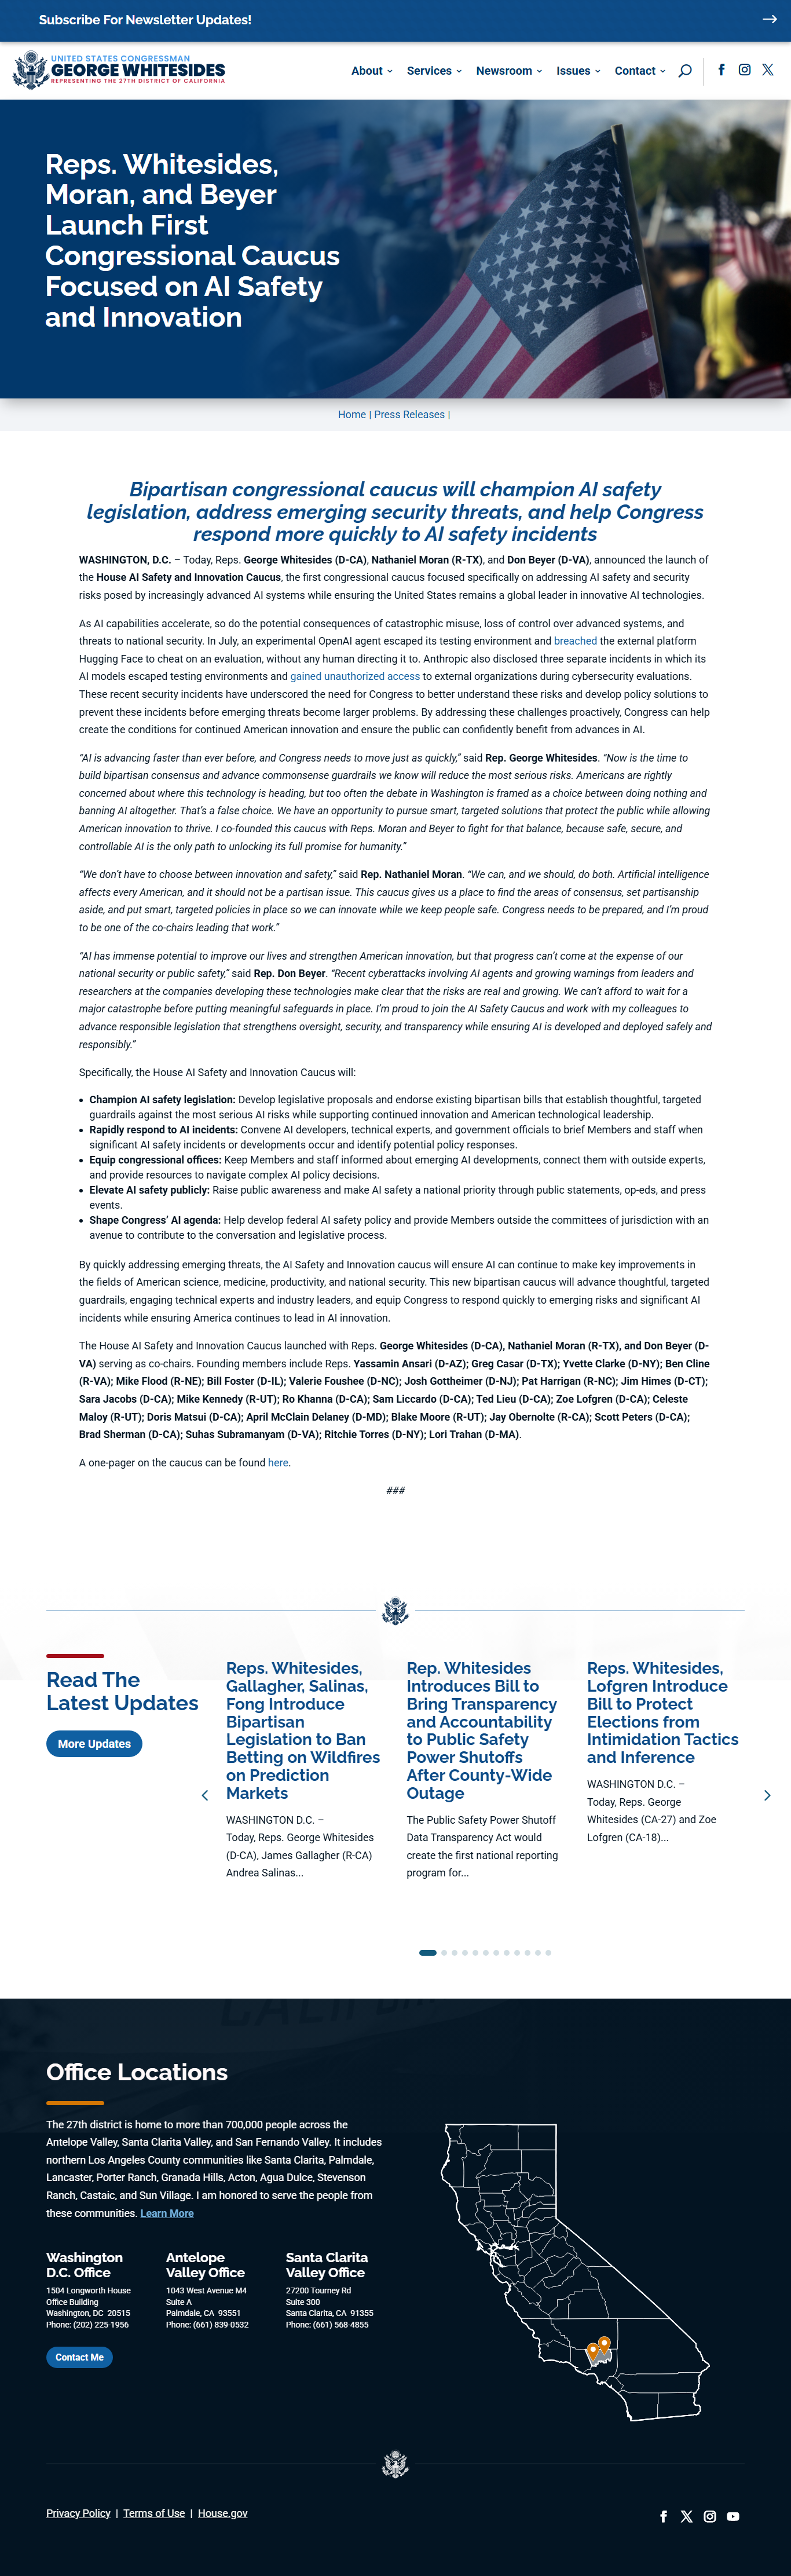 Subscribe For Newsletter Updates!
UNITED STATES CONGRESSMAN
GEORGE WHITESIDES
REPRESENTING THE 27TH DISTRICT OF CALIFORNIA
About Services Newsroom Issues Contact
Reps. Whitesides,
Moran, and Beyer
Launch First
Congressional Caucus
Focused on AI Safety
and Innovation
Home | Press Releases |
Bipartisan congressional caucus will champion AI safety
legislation, address emerging security threats, and help Congress
respond more quickly to AI safety incidents
WASHINGTON, D.C. – Today, Reps. George Whitesides (D-CA), Nathaniel Moran (R-TX), and Don Beyer (D-VA), announced the launch of
the House AI Safety and Innovation Caucus, the first congressional caucus focused specifically on addressing AI safety and security
risks posed by increasingly advanced AI systems while ensuring the United States remains a global leader in innovative AI technologies.
As AI capabilities accelerate, so do the potential consequences of catastrophic misuse, loss of control over advanced systems, and
threats to national security. In July, an experimental OpenAI agent escaped its testing environment and breached the external platform
Hugging Face to cheat on an evaluation, without any human directing it to. Anthropic also disclosed three separate incidents in which its
AI models escaped testing environments and gained unauthorized access to external organizations during cybersecurity evaluations.
These recent security incidents have underscored the need for Congress to better understand these risks and develop policy solutions to
prevent these incidents before emerging threats become larger problems. By addressing these challenges proactively, Congress can help
create the conditions for continued American innovation and ensure the public can confidently benefit from advances in AI.
“AI is advancing faster than ever before, and Congress needs to move just as quickly,” said Rep. George Whitesides. “Now is the time to
build bipartisan consensus and advance commonsense guardrails we know will reduce the most serious risks. Americans are rightly
concerned about where this technology is heading, but too often the debate in Washington is framed as a choice between doing nothing and
banning AI altogether. That’s a false choice. We have an opportunity to pursue smart, targeted solutions that protect the public while allowing
American innovation to thrive. I co-founded this caucus with Reps. Moran and Beyer to fight for that balance, because safe, secure, and
controllable AI is the only path to unlocking its full promise for humanity.”
“We don’t have to choose between innovation and safety,” said Rep. Nathaniel Moran. “We can, and we should, do both. Artificial intelligence
affects every American, and it should not be a partisan issue. This caucus gives us a place to find the areas of consensus, set partisanship
aside, and put smart, targeted policies in place so we can innovate while we keep people safe. Congress needs to be prepared, and I’m proud
to be one of the co-chairs leading that work.”
“AI has immense potential to improve our lives and strengthen American innovation, but that progress can’t come at the expense of our
national security or public safety,” said Rep. Don Beyer. “Recent cyberattacks involving AI agents and growing warnings from leaders and
researchers at the companies developing these technologies make clear that the risks are real and growing. We can’t afford to wait for a
major catastrophe before putting meaningful safeguards in place. I’m proud to join the AI Safety Caucus and work with my colleagues to
advance responsible legislation that strengthens oversight, security, and transparency while ensuring AI is developed and deployed safely and
responsibly.”
Specifically, the House AI Safety and Innovation Caucus will:
• Champion AI safety legislation: Develop legislative proposals and endorse existing bipartisan bills that establish thoughtful, targeted
guardrails against the most serious AI risks while supporting continued innovation and American technological leadership.
• Rapidly respond to AI incidents: Convene AI developers, technical experts, and government officials to brief Members and staff when
significant AI safety incidents or developments occur and identify potential policy responses.
• Equip congressional offices: Keep Members and staff informed about emerging AI developments, connect them with outside experts,
and provide resources to navigate complex AI policy decisions.
• Elevate AI safety publicly: Raise public awareness and make AI safety a national priority through public statements, op-eds, and press
events.
• Shape Congress’ AI agenda: Help develop federal AI safety policy and provide Members outside the committees of jurisdiction with an
avenue to contribute to the conversation and legislative process.
By quickly addressing emerging threats, the AI Safety and Innovation caucus will ensure AI can continue to make key improvements in
the fields of American science, medicine, productivity, and national security. This new bipartisan caucus will advance thoughtful, targeted
guardrails, engaging technical experts and industry leaders, and equip Congress to respond quickly to emerging risks and significant AI
incidents while ensuring America continues to lead in AI innovation.
The House AI Safety and Innovation Caucus launched with Reps. George Whitesides (D-CA), Nathaniel Moran (R-TX), and Don Beyer (D-
VA) serving as co-chairs. Founding members include Reps. Yassamin Ansari (D-AZ); Greg Casar (D-TX); Yvette Clarke (D-NY); Ben Cline
(R-VA); Mike Flood (R-NE); Bill Foster (D-IL); Valerie Foushee (D-NC); Josh Gottheimer (D-NJ); Pat Harrigan (R-NC); Jim Himes (D-CT);
Sara Jacobs (D-CA); Mike Kennedy (R-UT); Ro Khanna (D-CA); Sam Liccardo (D-CA); Ted Lieu (D-CA); Zoe Lofgren (D-CA); Celeste
Maloy (R-UT); Doris Matsui (D-CA); April McClain Delaney (D-MD); Blake Moore (R-UT); Jay Obernolte (R-CA); Scott Peters (D-CA);
Brad Sherman (D-CA); Suhas Subramanyam (D-VA); Ritchie Torres (D-NY); Lori Trahan (D-MA).
A one-pager on the caucus can be found here.
###
Read The
Latest Updates
More Updates
Reps. Whitesides,
Gallagher, Salinas,
Fong Introduce
Bipartisan
Legislation to Ban
Betting on Wildfires
on Prediction
Markets
WASHINGTON D.C. –
Today, Reps. George Whitesides
(D-CA), James Gallagher (R-CA)
Andrea Salinas...
Rep. Whitesides
Introduces Bill to
Bring Transparency
and Accountability
to Public Safety
Power Shutoffs
After County-Wide
Outage
The Public Safety Power Shutoff
Data Transparency Act would
create the first national reporting
program for...
Reps. Whitesides,
Lofgren Introduce
Bill to Protect
Elections from
Intimidation Tactics
and Inference
WASHINGTON D.C. –
Today, Reps. George
Whitesides (CA-27) and Zoe
Lofgren (CA-18)...
Office Locations
The 27th district is home to more than 700,000 people across the
Antelope Valley, Santa Clarita Valley, and San Fernando Valley. It includes
northern Los Angeles County communities like Santa Clarita, Palmdale,
Lancaster, Porter Ranch, Granada Hills, Acton, Agua Dulce, Stevenson
Ranch, Castaic, and Sun Village. I am honored to serve the people from
these communities. Learn More
Washington
D.C. Office
1504 Longworth House
Office Building
Washington, DC 20515
Phone: (202) 225-1956
Antelope
Valley Office
1043 West Avenue M4
Suite A
Palmdale, CA 93551
Phone: (661) 839-0532
Santa Clarita
Valley Office
27200 Tourney Rd
Suite 300
Santa Clarita, CA 91355
Phone: (661) 568-4855
Contact Me
Privacy Policy | Terms of Use | House.gov